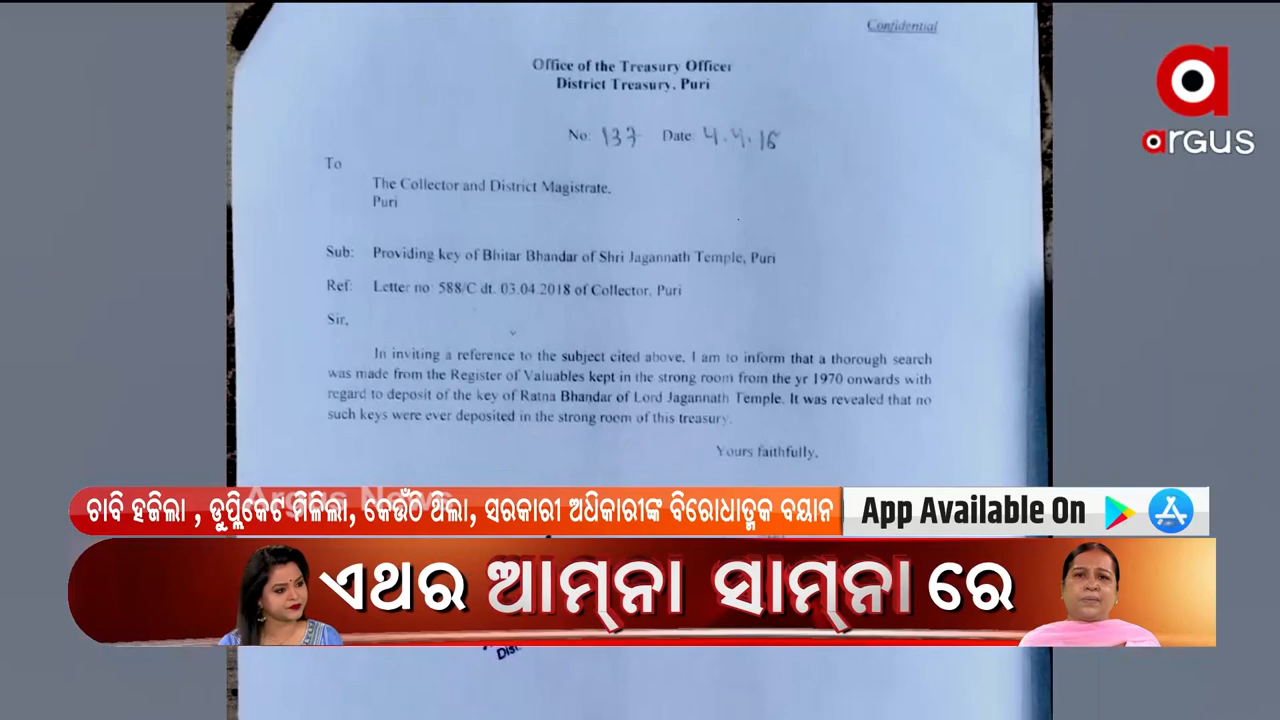 Confidential
Office of the Treasury Officer
District Treasury, Puri
No: 137 Date: 4.4.18
To
The Collector and District Magistrate,
Puri
Sub: Providing key of Bhitar Bhandar of Shri Jagannath Temple, Puri
Ref: Letter no: 588/C dt. 03.04.2018 of Collector, Puri
Sir,
In inviting a reference to the subject cited above, I am to inform that a thorough search
was made from the Register of Valuables kept in the strong room from the yr 1970 onwards with
regard to deposit of the key of Ratna Bhandar of Lord Jagannath Temple. It was revealed that no
such keys were ever deposited in the strong room of this treasury.
Yours faithfully,
argus
Argus News
ଚାବି ହଜିଲା , ଡୁପ୍ଲିକେଟ ମିଳିଲା, କେଉଁଠି ଥିଲା, ସରକାରୀ ଅଧିକାରୀଙ୍କ ବିରୋଧାତ୍ମକ ବୟାନ
App Available On
ଏଥର ଆମ୍ନା ସାମ୍ନା ରେ